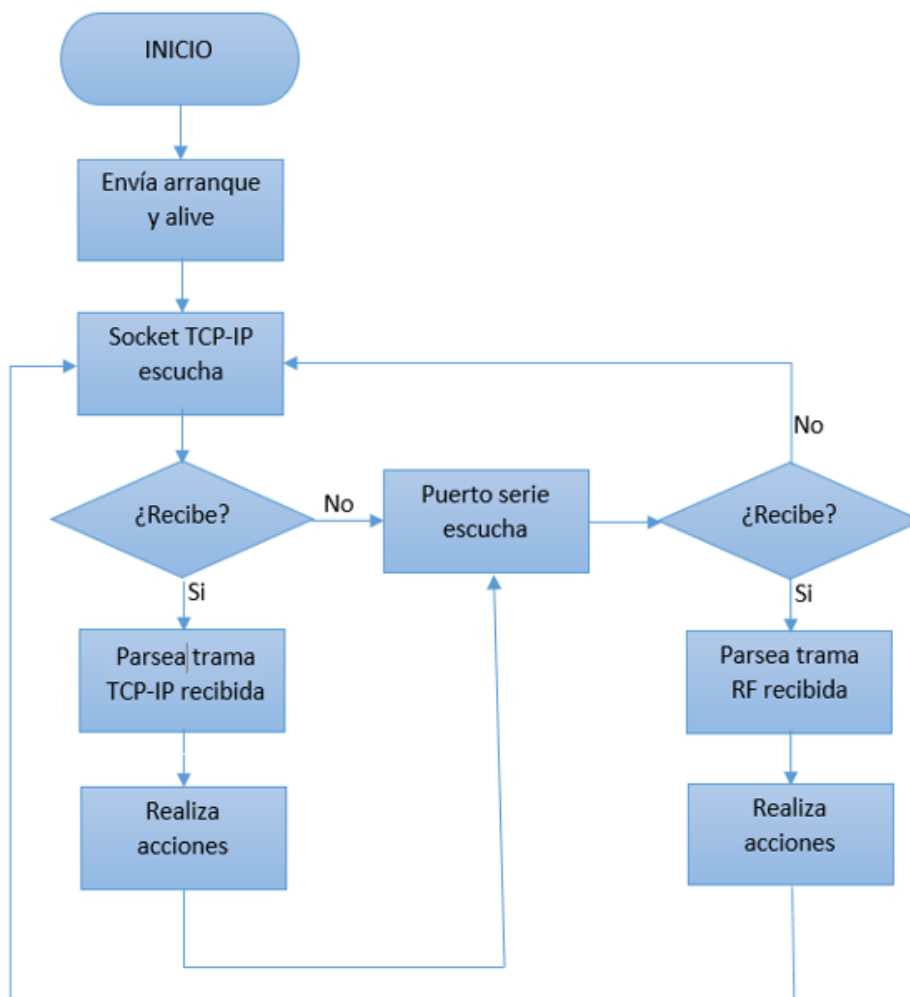 INICIO
Envía arranque
y alive
Socket TCP-IP
escucha
¿Recibe?
No
Puerto serie
escucha
¿Recibe?
No
Si
Parsea trama
TCP-IP recibida
Realiza
acciones
Si
Parsea trama
RF recibida
Realiza
acciones